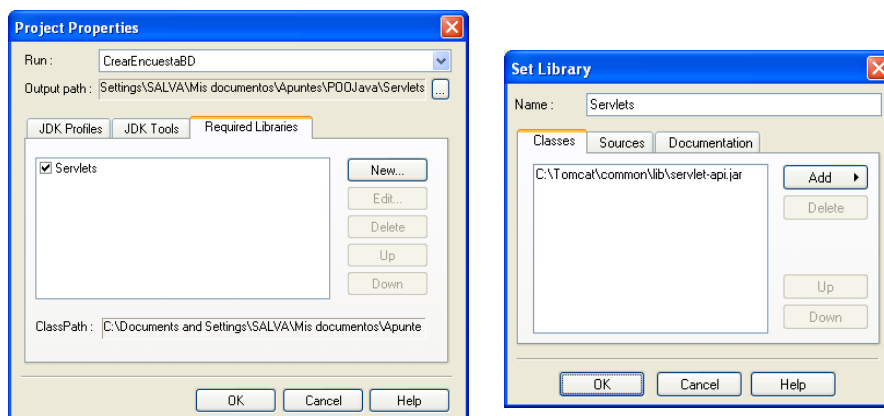 Project Properties
Run : CrearEncuestaBD
Output path : Settings\SALVA\Mis documentos\Apuntes\POOJava\Servlets ...
JDK Profiles JDK Tools Required Libraries
Servlets
New...
Edit...
Delete
Up
Down
ClassPath : C:\Documents and Settings\SALVA\Mis documentos\Apunte
OK Cancel Help
Set Library
Name : Servlets
Classes Sources Documentation
C:\Tomcat\common\lib\servlet-api.jar
Add
Delete
Up
Down
OK Cancel Help